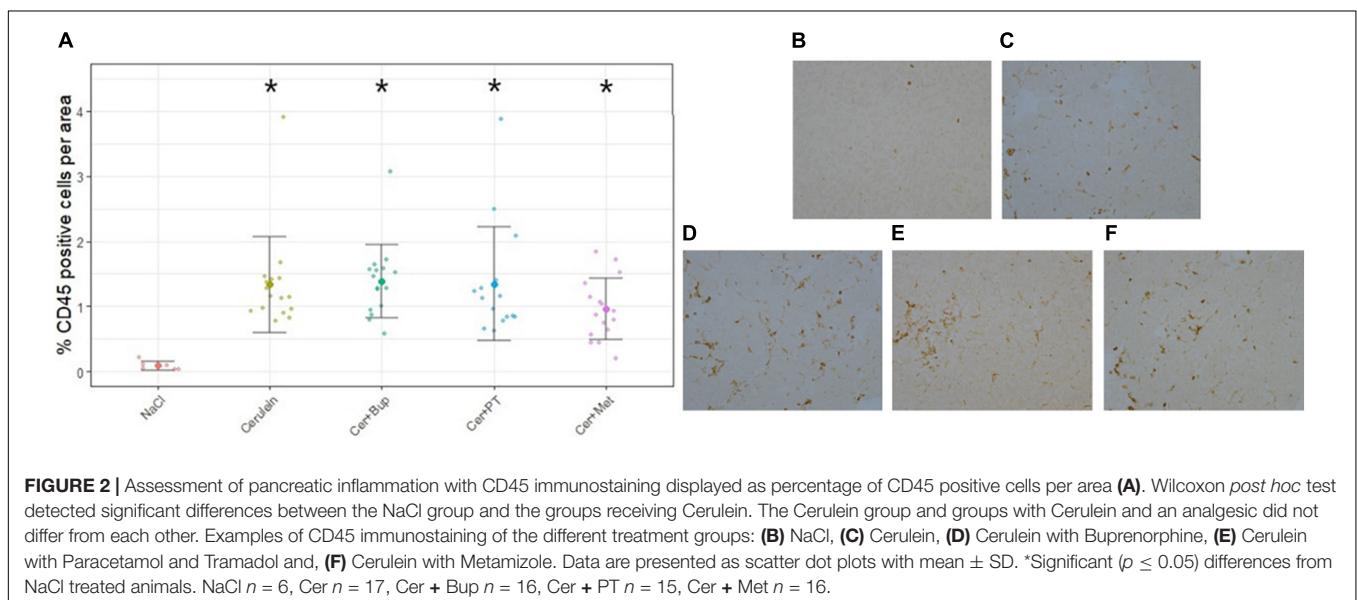 A
B
C
% CD45 positive cells per area
4
3
2
1
0
* * * *
NaCl
Cerulein
Cer+Bup
Cer+PT
Cer+Met
D
E
F
FIGURE 2 | Assessment of pancreatic inflammation with CD45 immunostaining displayed as percentage of CD45 positive cells per area (A). Wilcoxon post hoc test
detected significant differences between the NaCl group and the groups receiving Cerulein. The Cerulein group and groups with Cerulein and an analgesic did not
differ from each other. Examples of CD45 immunostaining of the different treatment groups: (B) NaCl, (C) Cerulein, (D) Cerulein with Buprenorphine, (E) Cerulein
with Paracetamol and Tramadol and, (F) Cerulein with Metamizole. Data are presented as scatter dot plots with mean ± SD. *Significant (p ≤ 0.05) differences from
NaCl treated animals. NaCl n = 6, Cer n = 17, Cer + Bup n = 16, Cer + PT n = 15, Cer + Met n = 16.